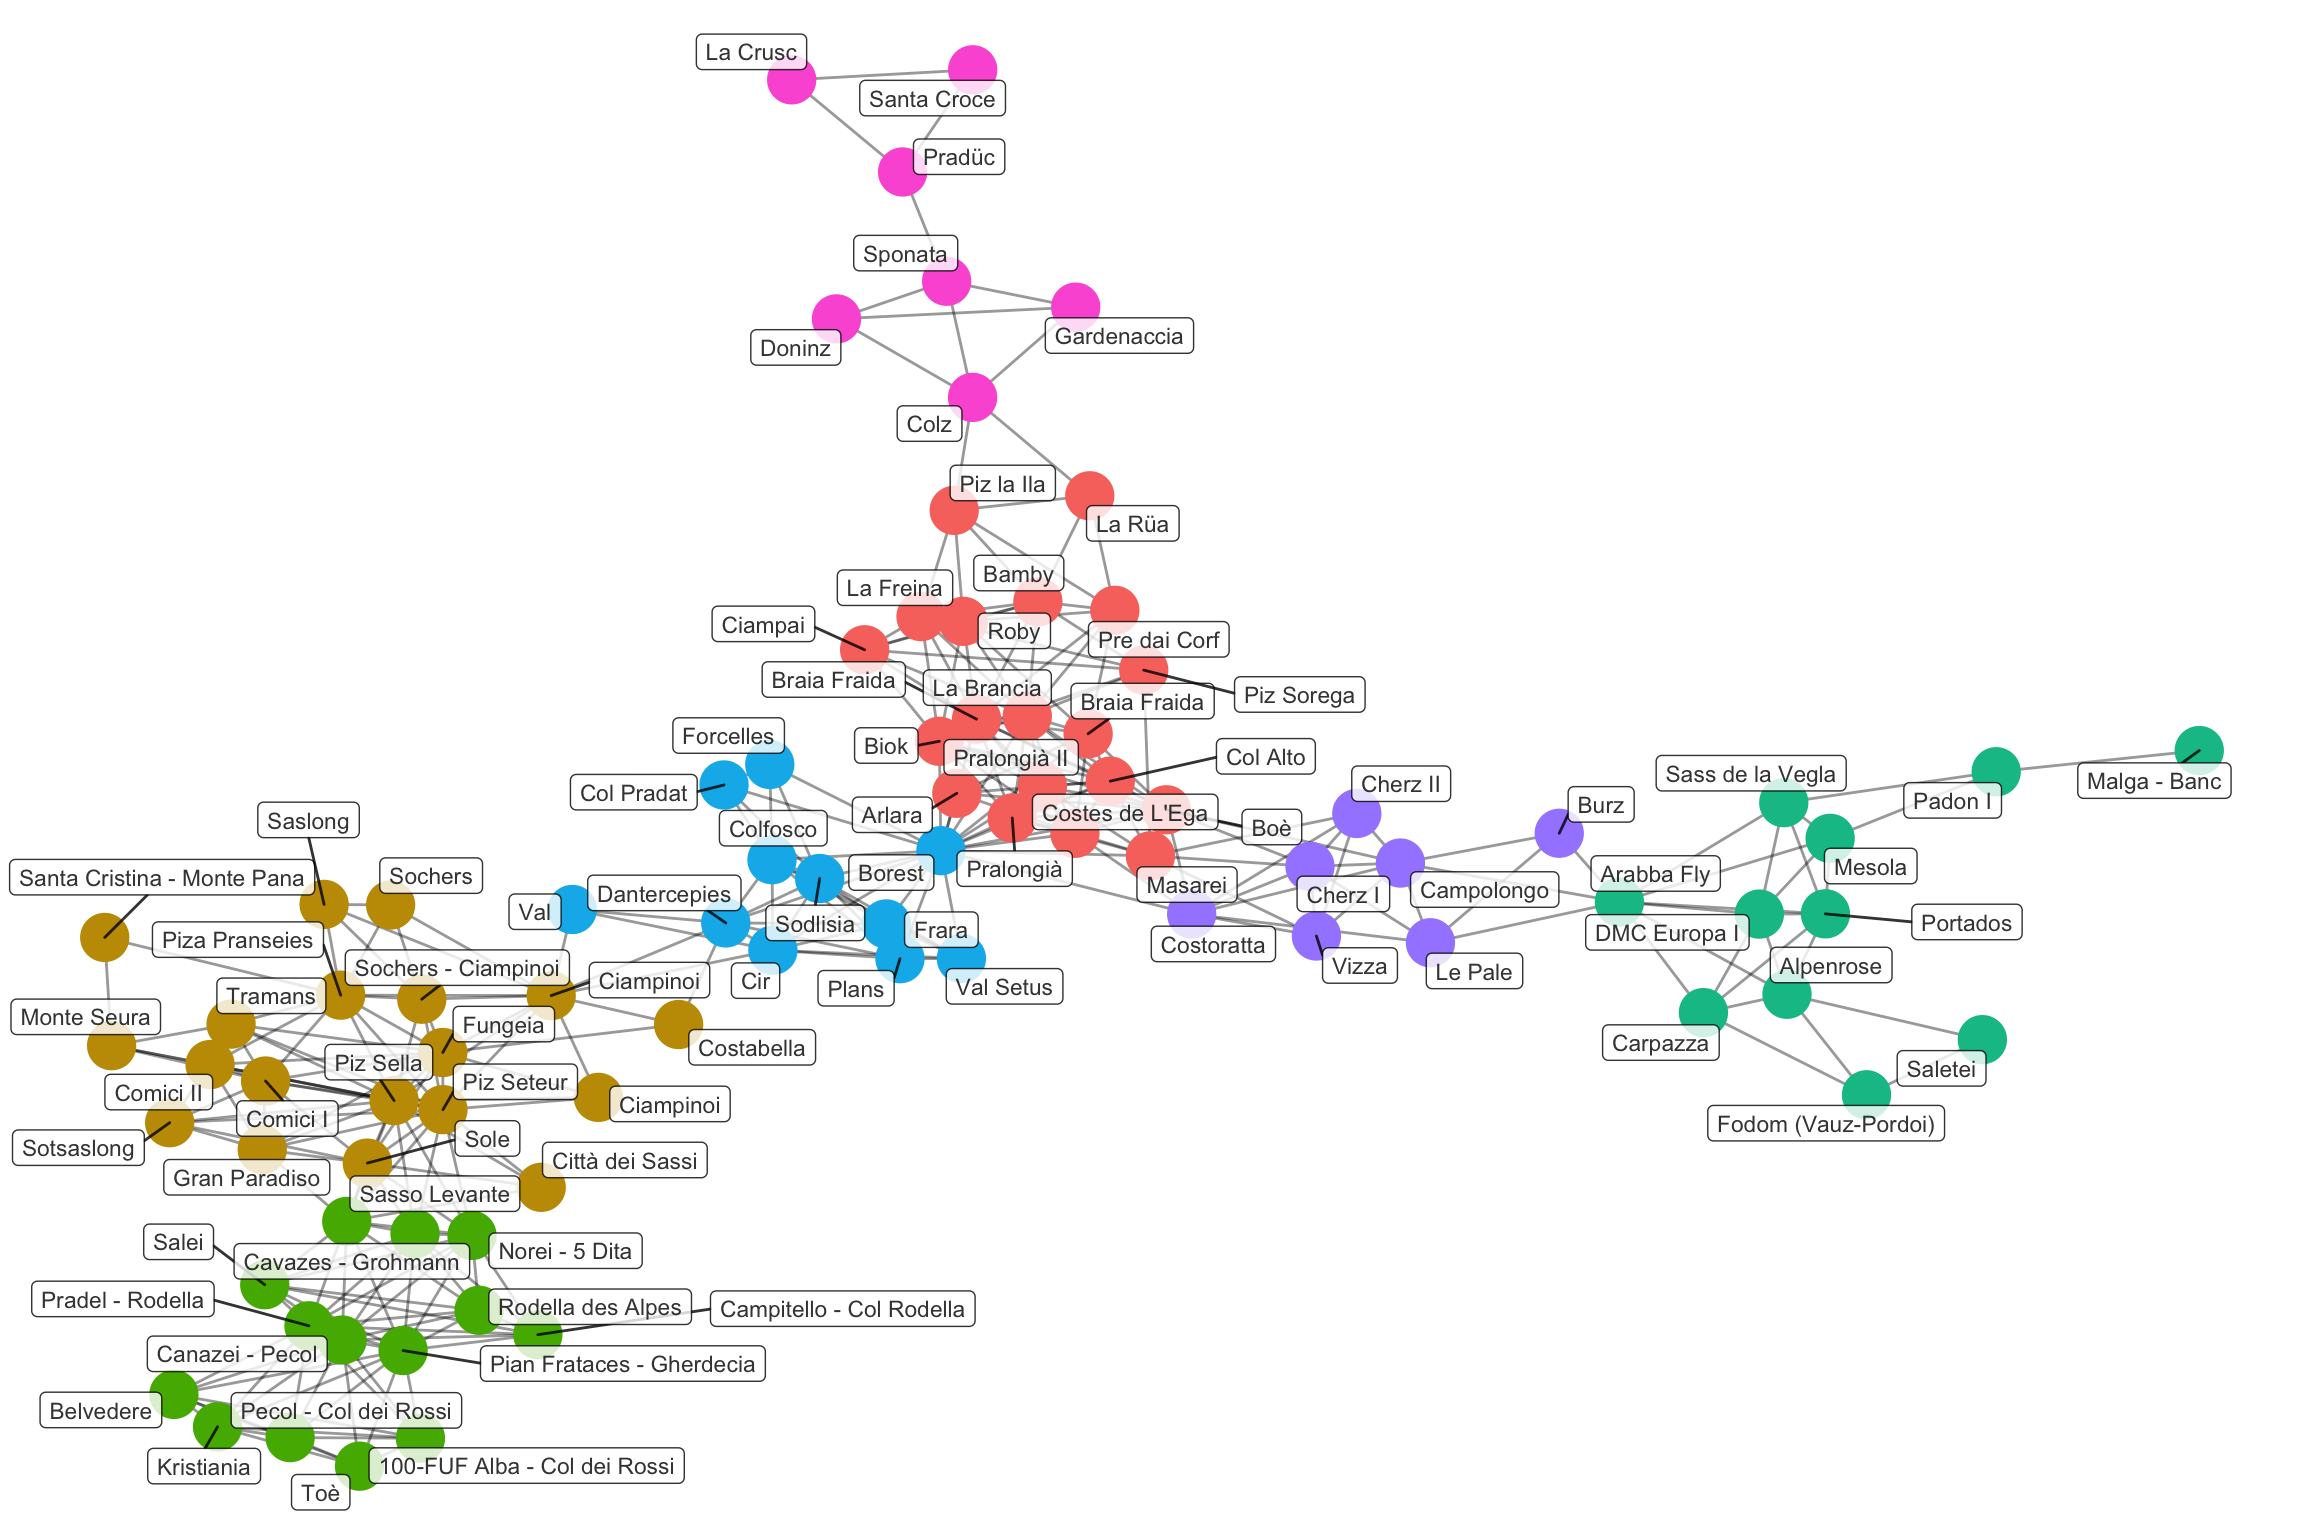 La Crusc
Santa Croce
Pradüc
Sponata
Gardenaccia
Doninz
Colz
Piz la Ila
La Rüa
Bamby
La Freina
Ciampai
Roby
Pre dai Corf
Braia Fraida
La Brancia
Piz Sorega
Braia Fraida
Forcelles
Biok
Pralongià II
Col Alto
Col Pradat
Sass de la Vegla
Malga - Banc
Cherz II
Padon I
Burz
Saslong
Colfosco
Arlara
Costes de L'Ega
Boè
Santa Cristina - Monte Pana
Sochers
Borest
Pralongià
Arabba Fly
Mesola
Dantercepies
Masarei
Cherz I
Campolongo
Val
Sodlisia
Frara
Portados
DMC Europa I
Piza Pranseies
Costoratta
Sochers - Ciampinoi
Ciampinoi
Cir
Plans
Val Setus
Vizza
Le Pale
Alpenrose
Tramans
Monte Seura
Fungeia
Costabella
Carpazza
Piz Sella
Saletei
Comici II
Piz Seteur
Comici I
Ciampinoi
Fodom (Vauz-Pordoi)
Sotsaslong
Sole
Gran Paradiso
Città dei Sassi
Sasso Levante
Salei
Cavazes - Grohmann
Norei - 5 Dita
Pradel - Rodella
Rodella des Alpes
Campitello - Col Rodella
Canazei - Pecol
Pian Frataces - Gherdecia
Belvedere
Pecol - Col dei Rossi
Kristiania
100-FUF Alba - Col dei Rossi
Toè